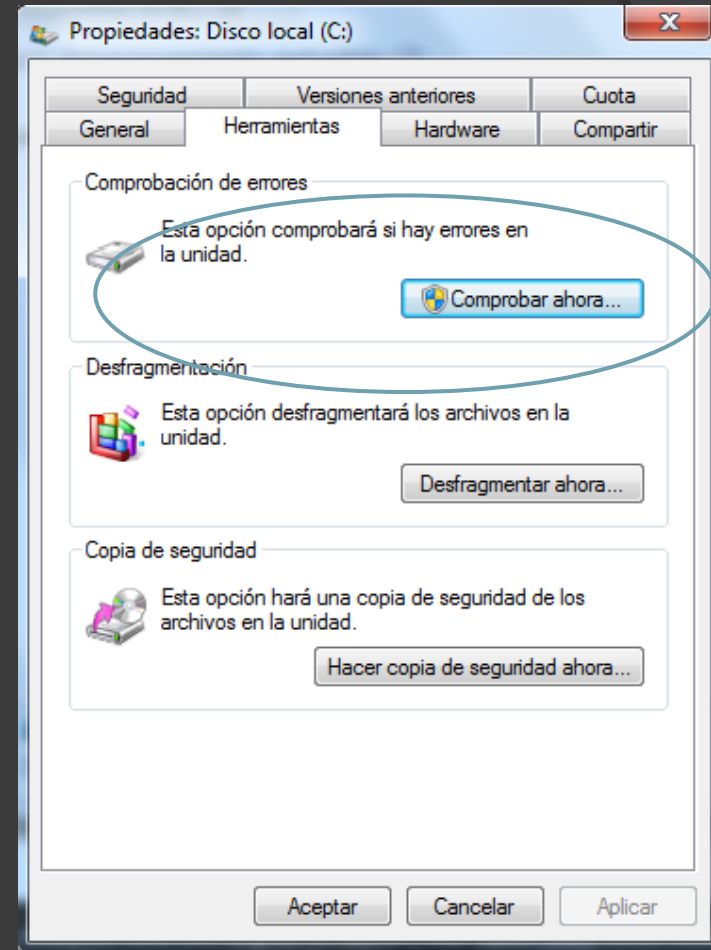 Propiedades: Disco local (C:)
Seguridad Versiones anteriores Cuota
General Herramientas Hardware Compartir
Comprobación de errores
Esta opción comprobará si hay errores en
la unidad.
Comprobar ahora...
Desfragmentación
Esta opción desfragmentará los archivos en la
unidad.
Desfragmentar ahora...
Copia de seguridad
Esta opción hará una copia de seguridad de los
archivos en la unidad.
Hacer copia de seguridad ahora...
Aceptar Cancelar Aplicar